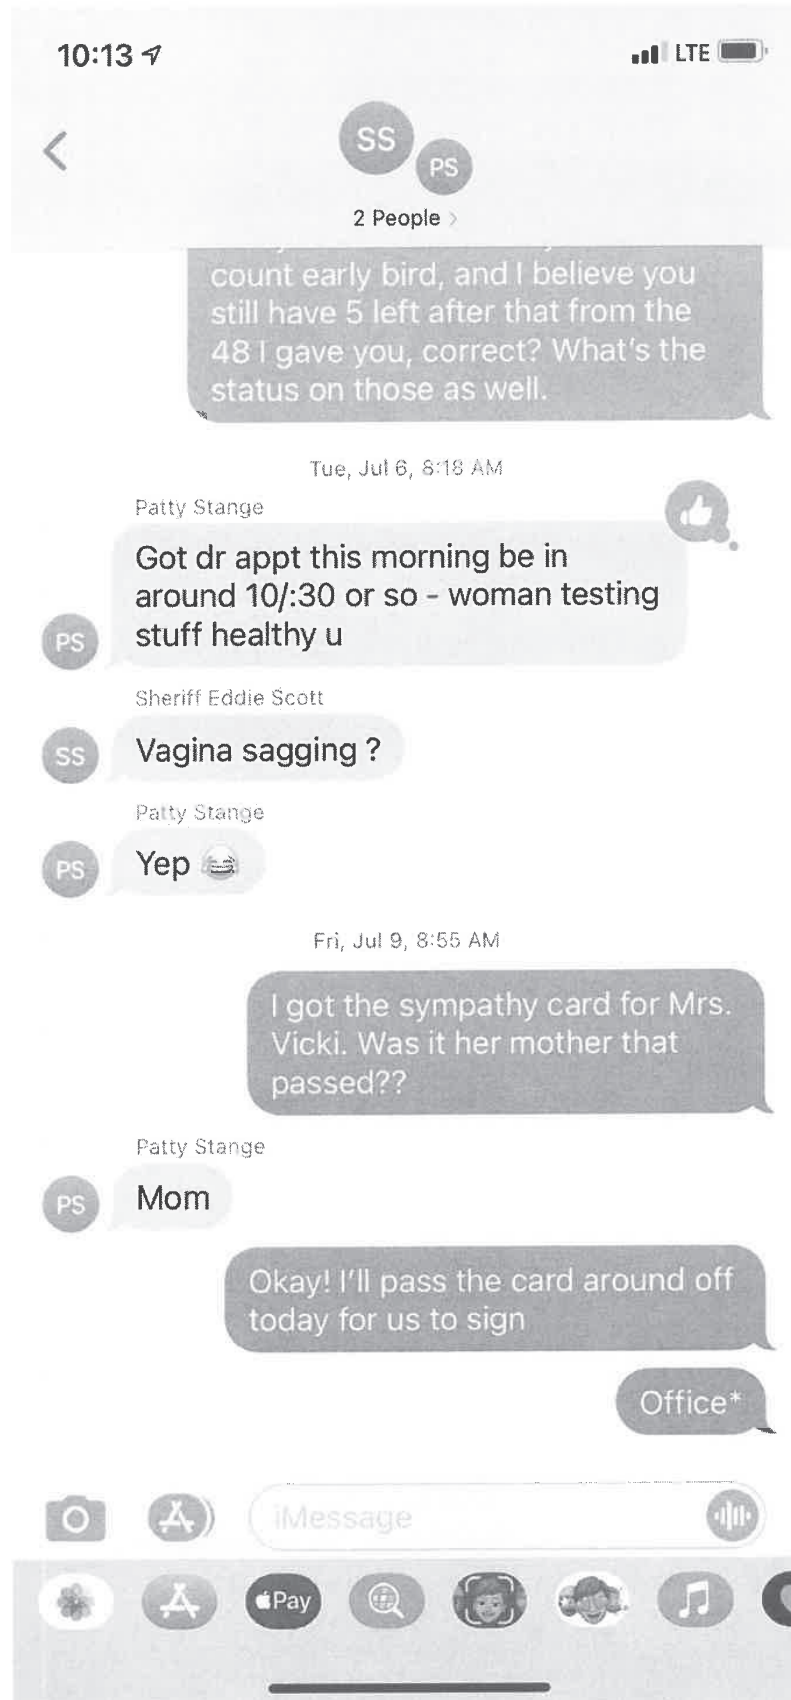 10:13
LTE
SS
PS
2 People
count early bird, and I believe you
still have 5 left after that from the
48 I gave you, correct? What's the
status on those as well.
Tue, Jul 6, 8:18 AM
Patty Stange
Got dr appt this morning be in
around 10/:30 or so - woman testing
stuff healthy u
PS
Sheriff Eddie Scott
Vagina sagging ?
SS
Patty Stange
Yep 😂
PS
Fri, Jul 9, 8:55 AM
I got the sympathy card for Mrs.
Vicki. Was it her mother that
passed??
Patty Stange
Mom
PS
Okay! I'll pass the card around off
today for us to sign
Office*
iMessage
Pay